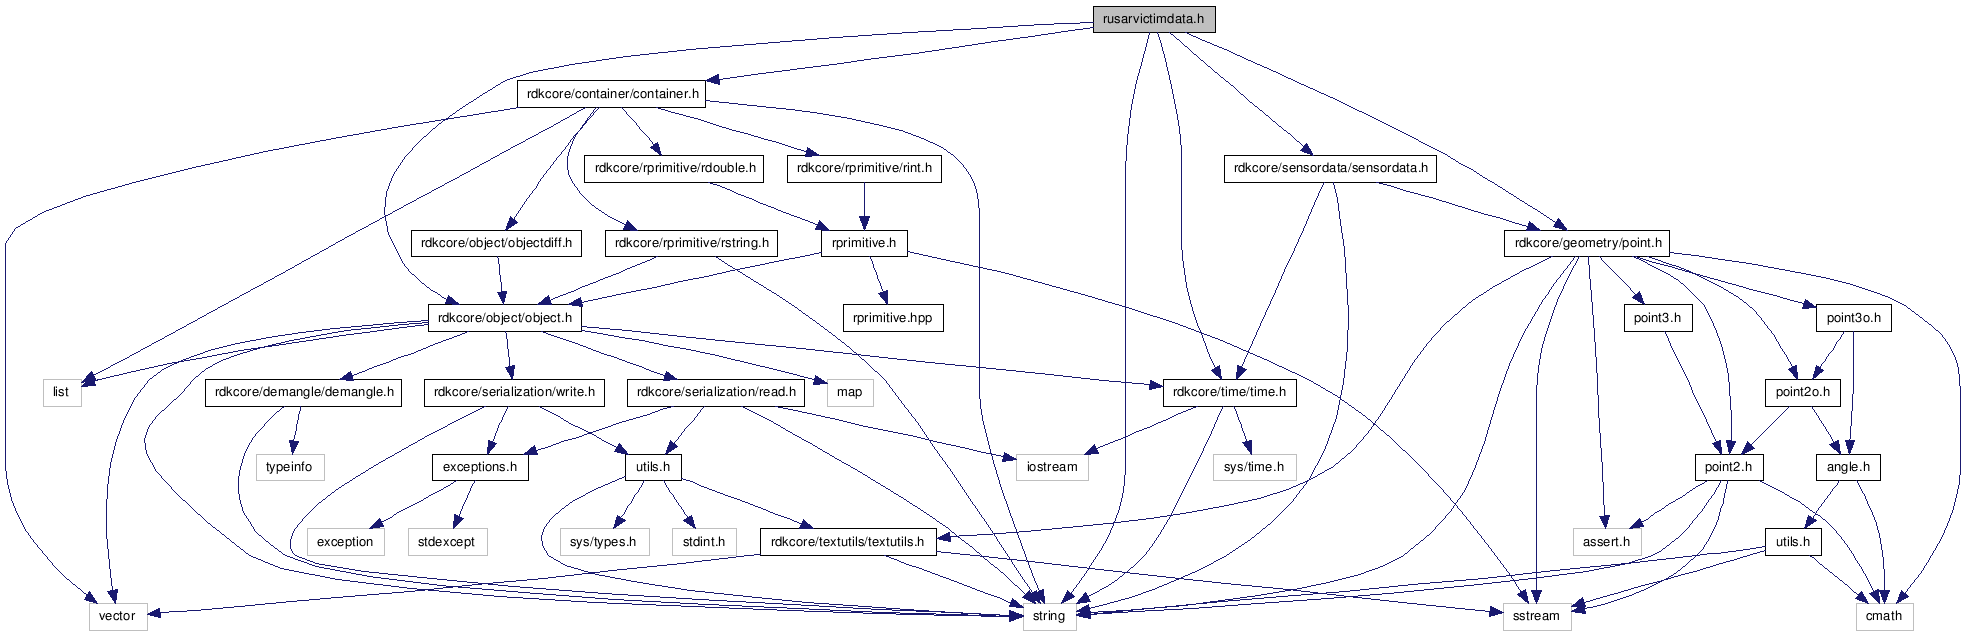 rusarvictimdata.h
rdkcore/container/container.h
rdkcore/rprimitive/rdouble.h
rdkcore/rprimitive/rint.h
rdkcore/sensordata/sensordata.h
rdkcore/object/objectdiff.h
rdkcore/rprimitive/rstring.h
rprimitive.h
rdkcore/geometry/point.h
rdkcore/object/object.h
rprimitive.hpp
point3.h
point3o.h
list
rdkcore/demangle/demangle.h
rdkcore/serialization/write.h
rdkcore/serialization/read.h
map
rdkcore/time/time.h
point2o.h
typeinfo
exceptions.h
utils.h
iostream
sys/time.h
point2.h
angle.h
exception
stdexcept
sys/types.h
stdint.h
rdkcore/textutils/textutils.h
assert.h
utils.h
vector
string
sstream
cmath